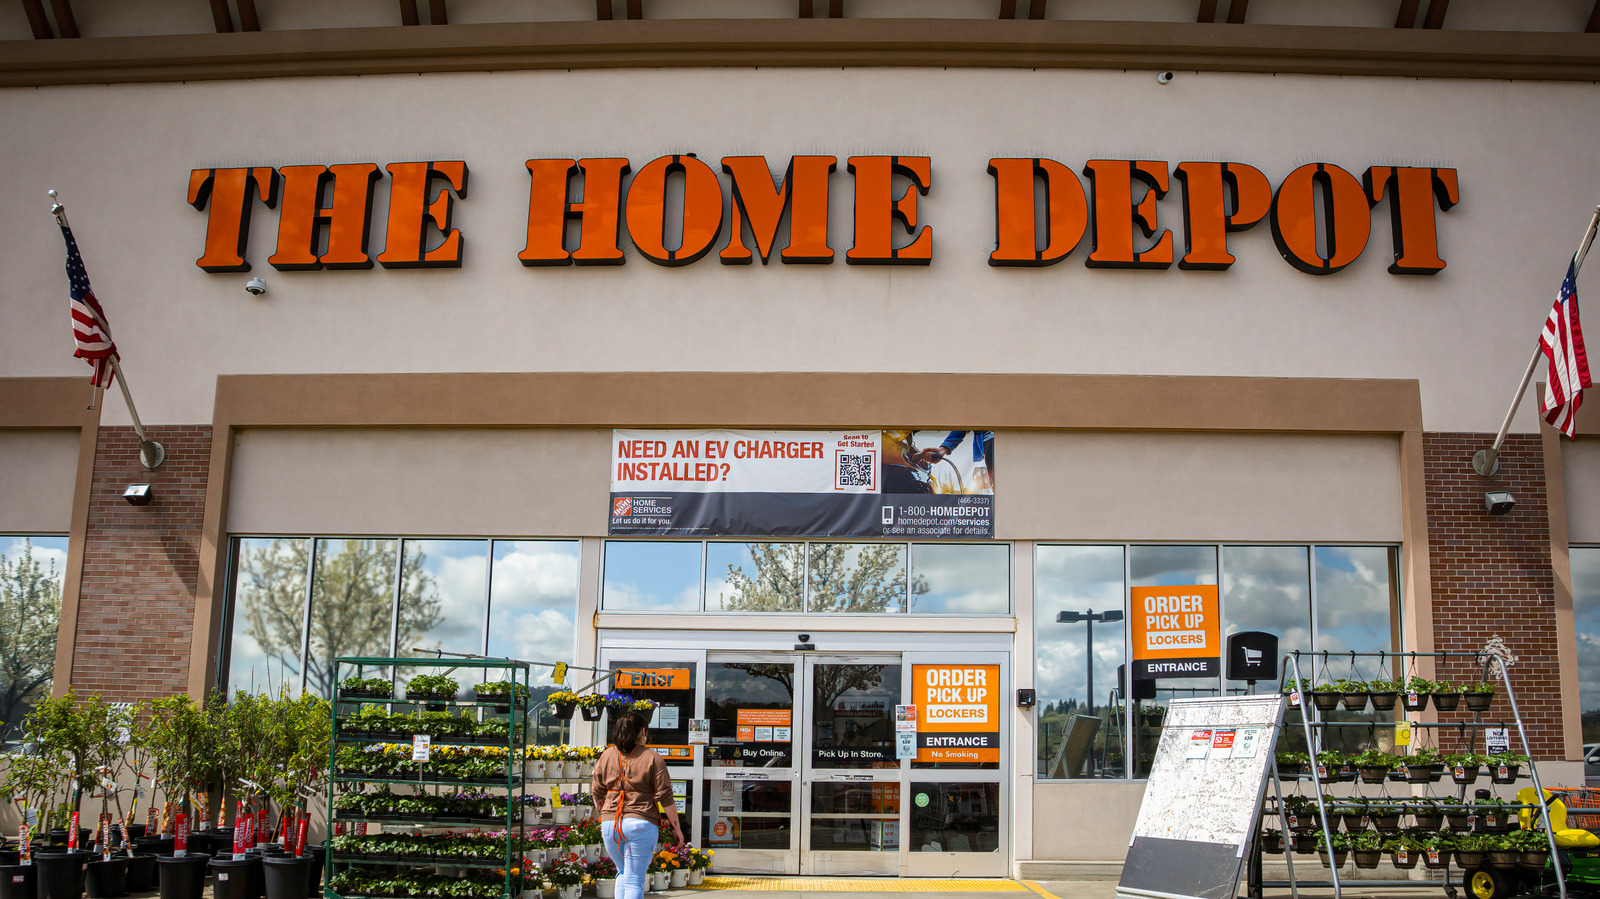 THE HOME DEPOT
NEED AN EV CHARGER
INSTALLED?
Scan to
Get Started
HOME
SERVICES
Let us do it for you.
(466-3337)
1-800-HOMEDEPOT
homedepot.com/services
or see an associate for details.
ORDER
PICK UP
LOCKERS
ENTRANCE
Enter
ORDER
PICK UP
LOCKERS
ENTRANCE
No Smoking
Buy Online.
Pick Up In Store.